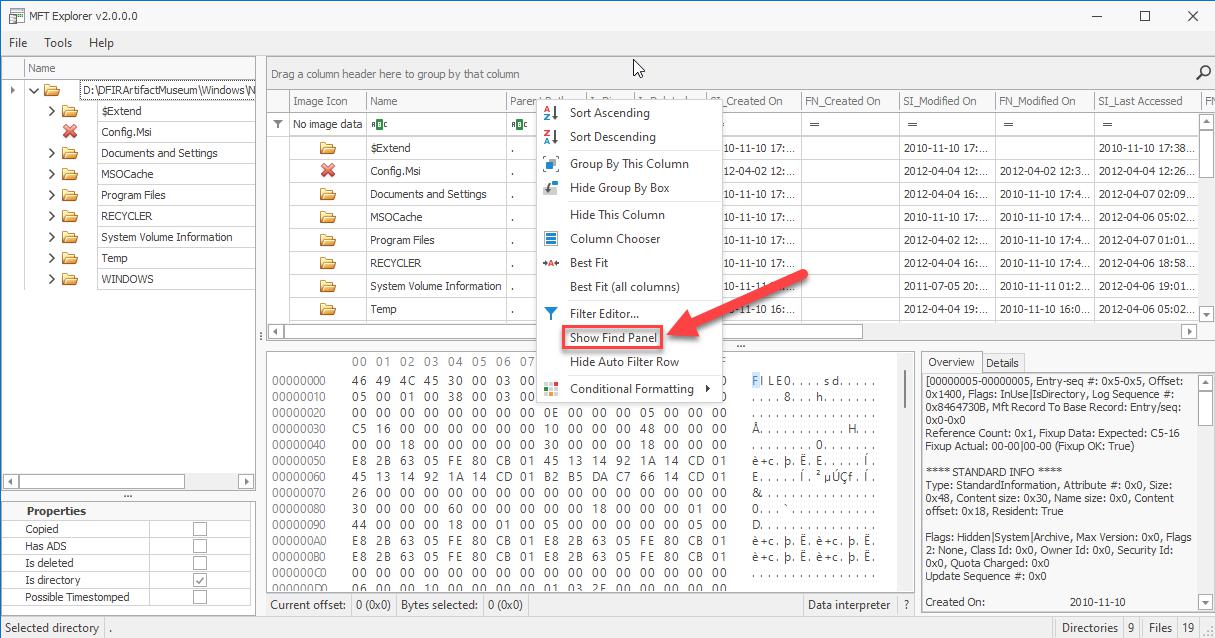 MFT Explorer v2.0.0.0
File Tools Help
Name
D:\DFIRArtifactMuseum\Windows\N
$Extend
Config.Msi
Documents and Settings
MSOCache
Program Files
RECYCLER
System Volume Information
Temp
WINDOWS
Properties
Copied
Has ADS
Is deleted
Is directory
Possible Timestomped
Drag a column header here to group by that column
Image Icon Name SI_Created On FN_Created On SI_Modified On FN_Modified On SI_Last Accessed FN
No image data ABC ABC = = = =
$Extend . 10-11-10 17:... 2010-11-10 17:... 2010-11-10 17:38...
Config.Msi . 12-04-02 12:... 2012-04-04 12:... 2012-04-02 12:3... 2012-04-04 12:26...
Documents and Settings . 10-11-10 17:... 2012-04-04 16:... 2010-11-10 17:4... 2012-04-07 02:09...
MSOCache . 10-11-10 17:... 2010-11-10 17:... 2010-11-10 17:4... 2012-04-06 05:02...
Program Files . 10-11-10 17:... 2012-04-02 12:... 2010-11-10 17:4... 2012-04-07 01:01...
RECYCLER . 10-11-10 17:... 2010-11-10 17:... 2010-11-10 17:4... 2012-04-06 18:58...
System Volume Information . 2011-07-05 20:... 2010-11-11 01:2... 2012-04-06 19:01...
Temp . 10-11-10 16:... 2012-04-04 19:... 2010-11-10 16:0... 2012-04-06 05:02...
Sort Ascending
Sort Descending
Group By This Column
Hide Group By Box
Hide This Column
Column Chooser
Best Fit
Best Fit (all columns)
Filter Editor...
Show Find Panel
Hide Auto Filter Row
Conditional Formatting
00 01 02 03 04 05 06 07 F
00000000 46 49 4C 45 30 00 03 00 FILE0....sd.....
00000010 05 00 01 00 38 00 03 00 ....8...h.......
00000020 00 00 00 00 00 00 00 00 0E 00 00 00 05 00 00 00 ................
00000030 C5 16 00 00 00 00 00 00 10 00 00 00 48 00 00 00 Å...........H...
00000040 00 00 18 00 00 00 00 00 30 00 00 00 18 00 00 00 ........0.......
00000050 E8 2B 63 05 FE 80 CB 01 45 13 14 92 1A 14 CD 01 è+c.þ.Ë.E.....Í.
00000060 45 13 14 92 1A 14 CD 01 B2 B5 DA C7 66 14 CD 01 E.....Í.²µÚÇf.Í.
00000070 26 00 00 00 00 00 00 00 00 00 00 00 00 00 00 00 &...............
00000080 30 00 00 00 60 00 00 00 00 00 18 00 00 00 01 00 0...`...........
00000090 44 00 00 00 18 00 01 00 05 00 00 00 00 00 05 00 D...............
000000A0 E8 2B 63 05 FE 80 CB 01 E8 2B 63 05 FE 80 CB 01 è+c.þ.Ë.è+c.þ.Ë.
000000B0 E8 2B 63 05 FE 80 CB 01 E8 2B 63 05 FE 80 CB 01 è+c.þ.Ë.è+c.þ.Ë.
000000C0 00 00 00 00 00 00 00 00 00 00 00 00 00 00 00 00 ................
Current offset: 0 (0x0) Bytes selected: 0 (0x0) Data interpreter ?
Overview Details
[00000005-00000005, Entry-seq #: 0x5-0x5, Offset:
0x1400, Flags: InUse|IsDirectory, Log Sequence #:
0x8464730B, Mft Record To Base Record: Entry/seq:
0x0-0x0
Reference Count: 0x1, Fixup Data: Expected: C5-16
Fixup Actual: 00-00|00-00 (Fixup OK: True)
**** STANDARD INFO ****
Type: StandardInformation, Attribute #: 0x0, Size:
0x48, Content size: 0x30, Name size: 0x0, Content
offset: 0x18, Resident: True
Flags: Hidden|System|Archive, Max Version: 0x0, Flags
2: None, Class Id: 0x0, Owner Id: 0x0, Security Id:
0x0, Quota Charged: 0x0
Update Sequence #: 0x0
Created On: 2010-11-10
Selected directory . Directories 9 Files 19